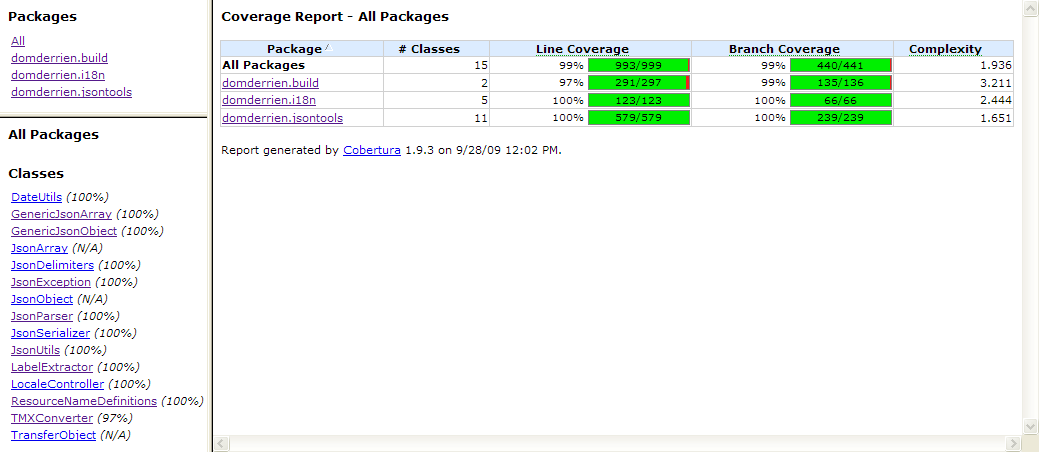 Packages
All
domderrien.build
domderrien.i18n
domderrien.jsontools
All Packages
Classes
DateUtils (100%)
GenericJsonArray (100%)
GenericJsonObject (100%)
JsonArray (N/A)
JsonDelimiters (100%)
JsonException (100%)
JsonObject (N/A)
JsonParser (100%)
JsonSerializer (100%)
JsonUtils (100%)
LabelExtractor (100%)
LocaleController (100%)
ResourceNameDefinitions (100%)
TMXConverter (97%)
TransferObject (N/A)
Coverage Report - All Packages
Package # Classes Line Coverage Branch Coverage Complexity
All Packages 15 99% 993/999 99% 440/441 1.936
domderrien.build 2 97% 291/297 99% 135/136 3.211
domderrien.i18n 5 100% 123/123 100% 66/66 2.444
domderrien.jsontools 11 100% 579/579 100% 239/239 1.651
Report generated by Cobertura 1.9.3 on 9/28/09 12:02 PM.